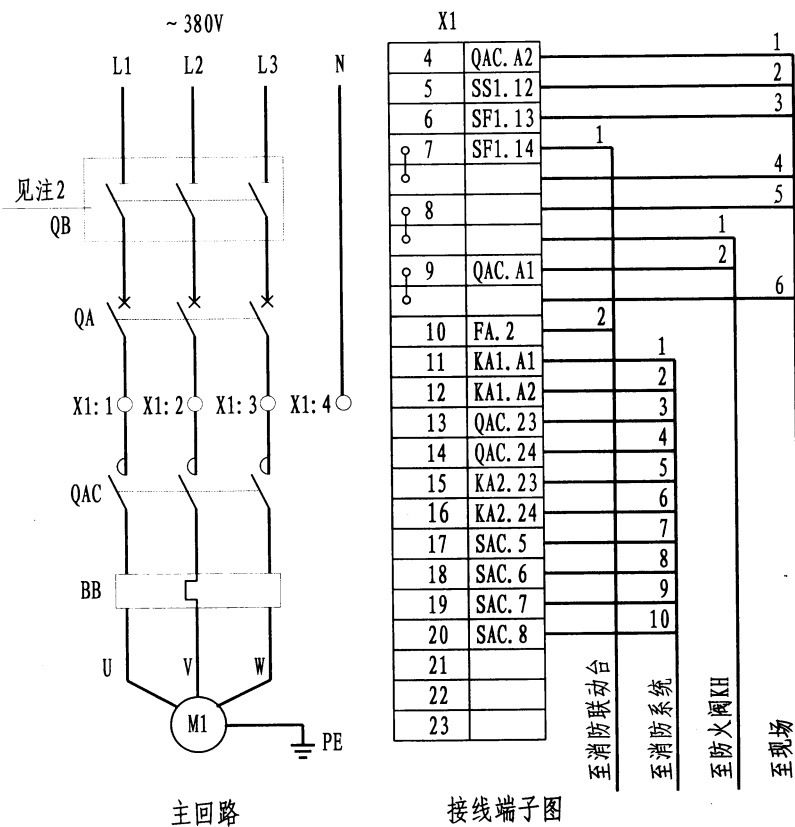 ~380V
L1 L2 L3 N
见注2
QB
QA
X1:1 X1:2 X1:3 X1:4
QAC
BB
U V W
M1
PE
主回路
X1
4 QAC.A2 1
5 SS1.12 2
6 SF1.13 3
7 SF1.14 1
4
8 5
1
9 QAC.A1 2
6
10 FA.2 2
11 KA1.A1 1
12 KA1.A2 2
13 QAC.23 3
14 QAC.24 4
15 KA2.23 5
16 KA2.24 6
17 SAC.5 7
18 SAC.6 8
19 SAC.7 9
20 SAC.8 10
21
22
23
至消防联动台
至消防系统
至防火阀KH
至现场
接线端子图